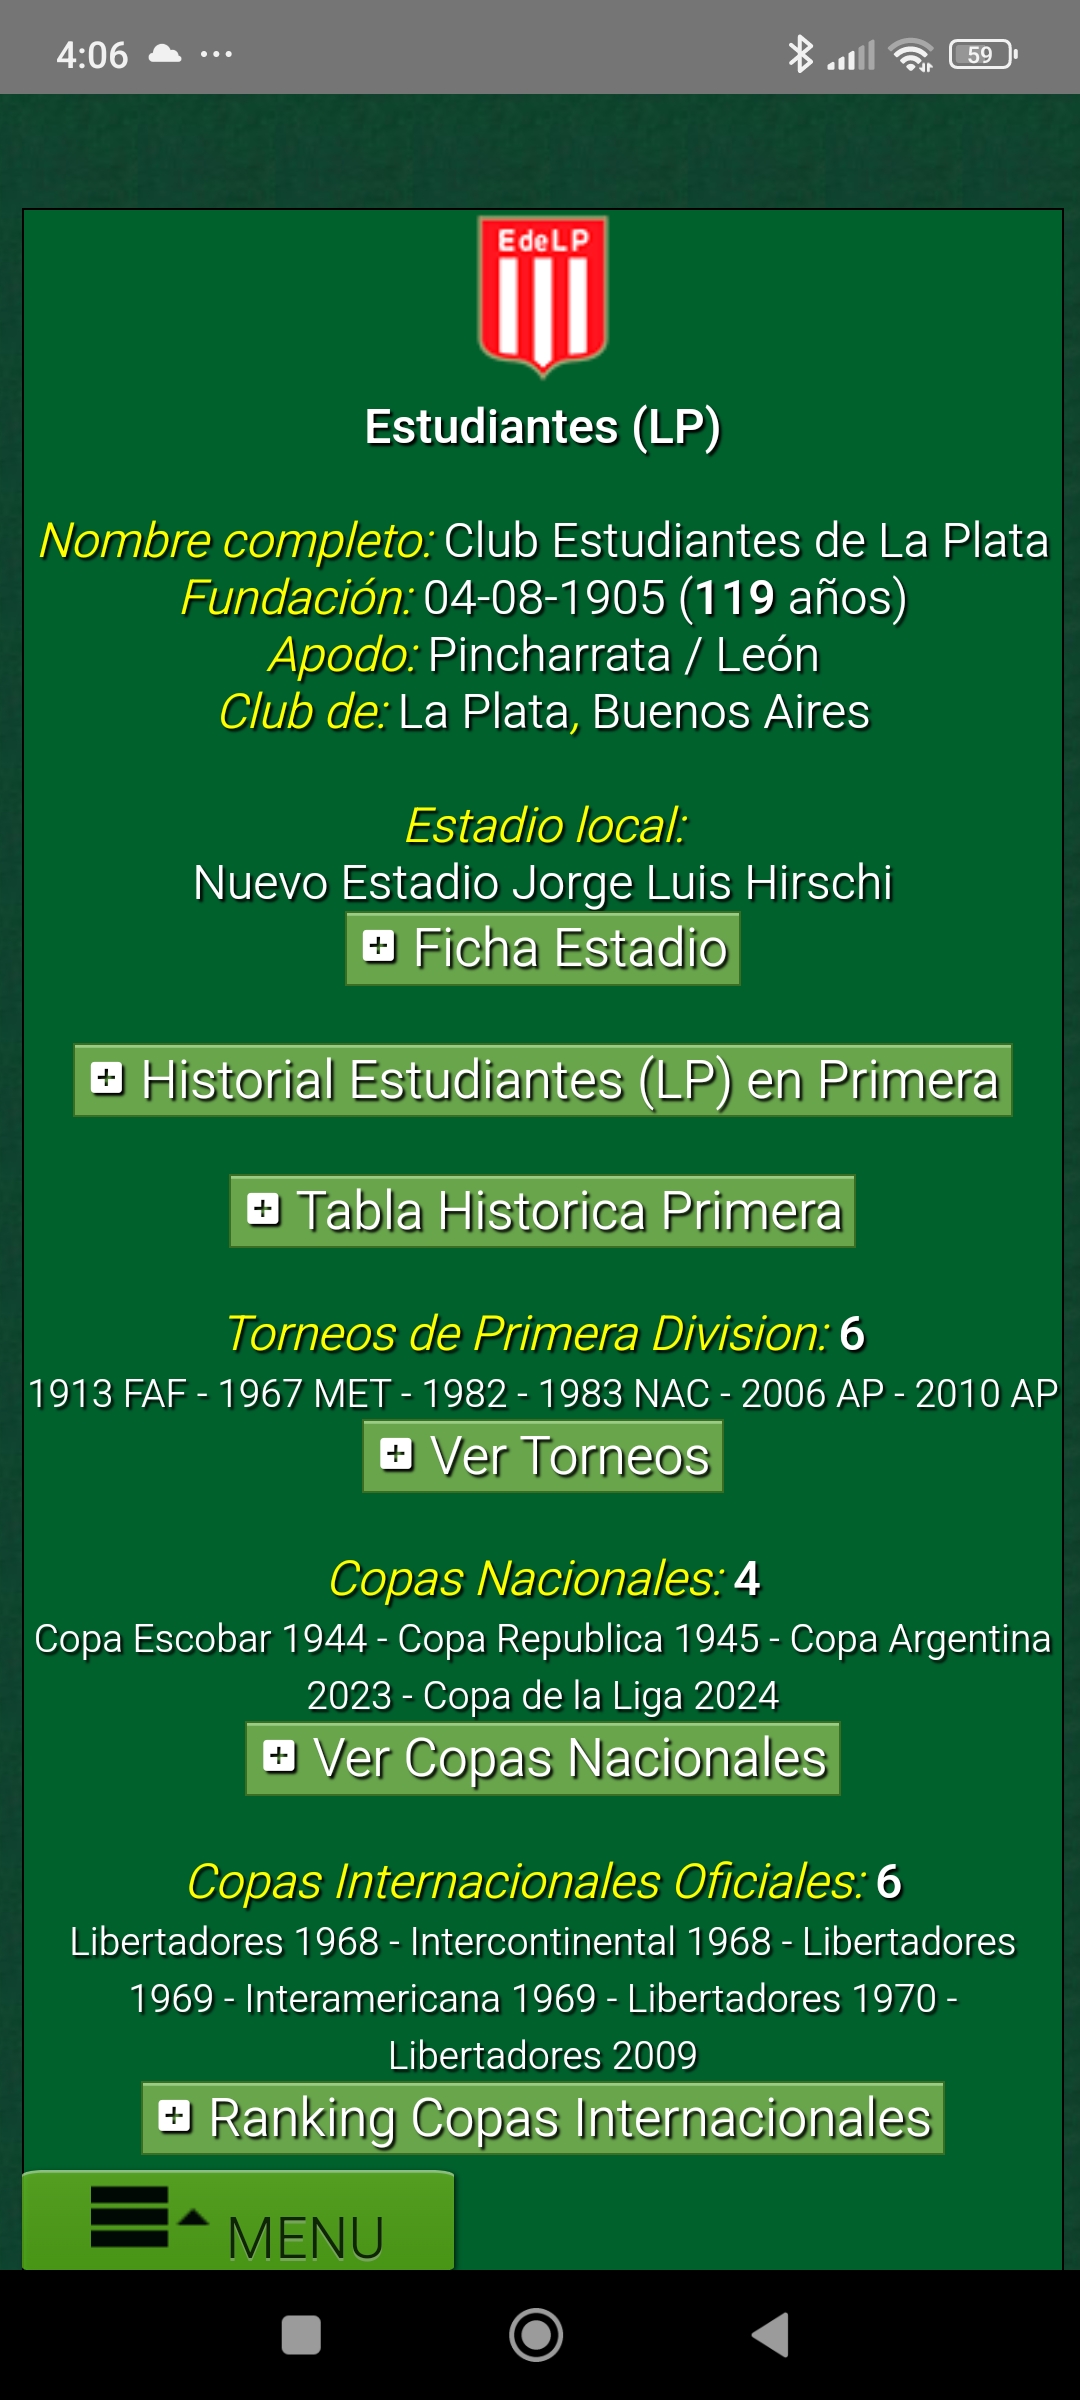 4:06
59
EdeLP
Estudiantes (LP)
Nombre completo: Club Estudiantes de La Plata
Fundación: 04-08-1905 (119 años)
Apodo: Pincharrata / León
Club de: La Plata, Buenos Aires
Estadio local:
Nuevo Estadio Jorge Luis Hirschi
Ficha Estadio
Historial Estudiantes (LP) en Primera
Tabla Historica Primera
Torneos de Primera Division: 6
1913 FAF - 1967 MET - 1982 - 1983 NAC - 2006 AP - 2010 AP
Ver Torneos
Copas Nacionales: 4
Copa Escobar 1944 - Copa Republica 1945 - Copa Argentina
2023 - Copa de la Liga 2024
Ver Copas Nacionales
Copas Internacionales Oficiales: 6
Libertadores 1968 - Intercontinental 1968 - Libertadores
1969 - Interamericana 1969 - Libertadores 1970 -
Libertadores 2009
Ranking Copas Internacionales
MENU